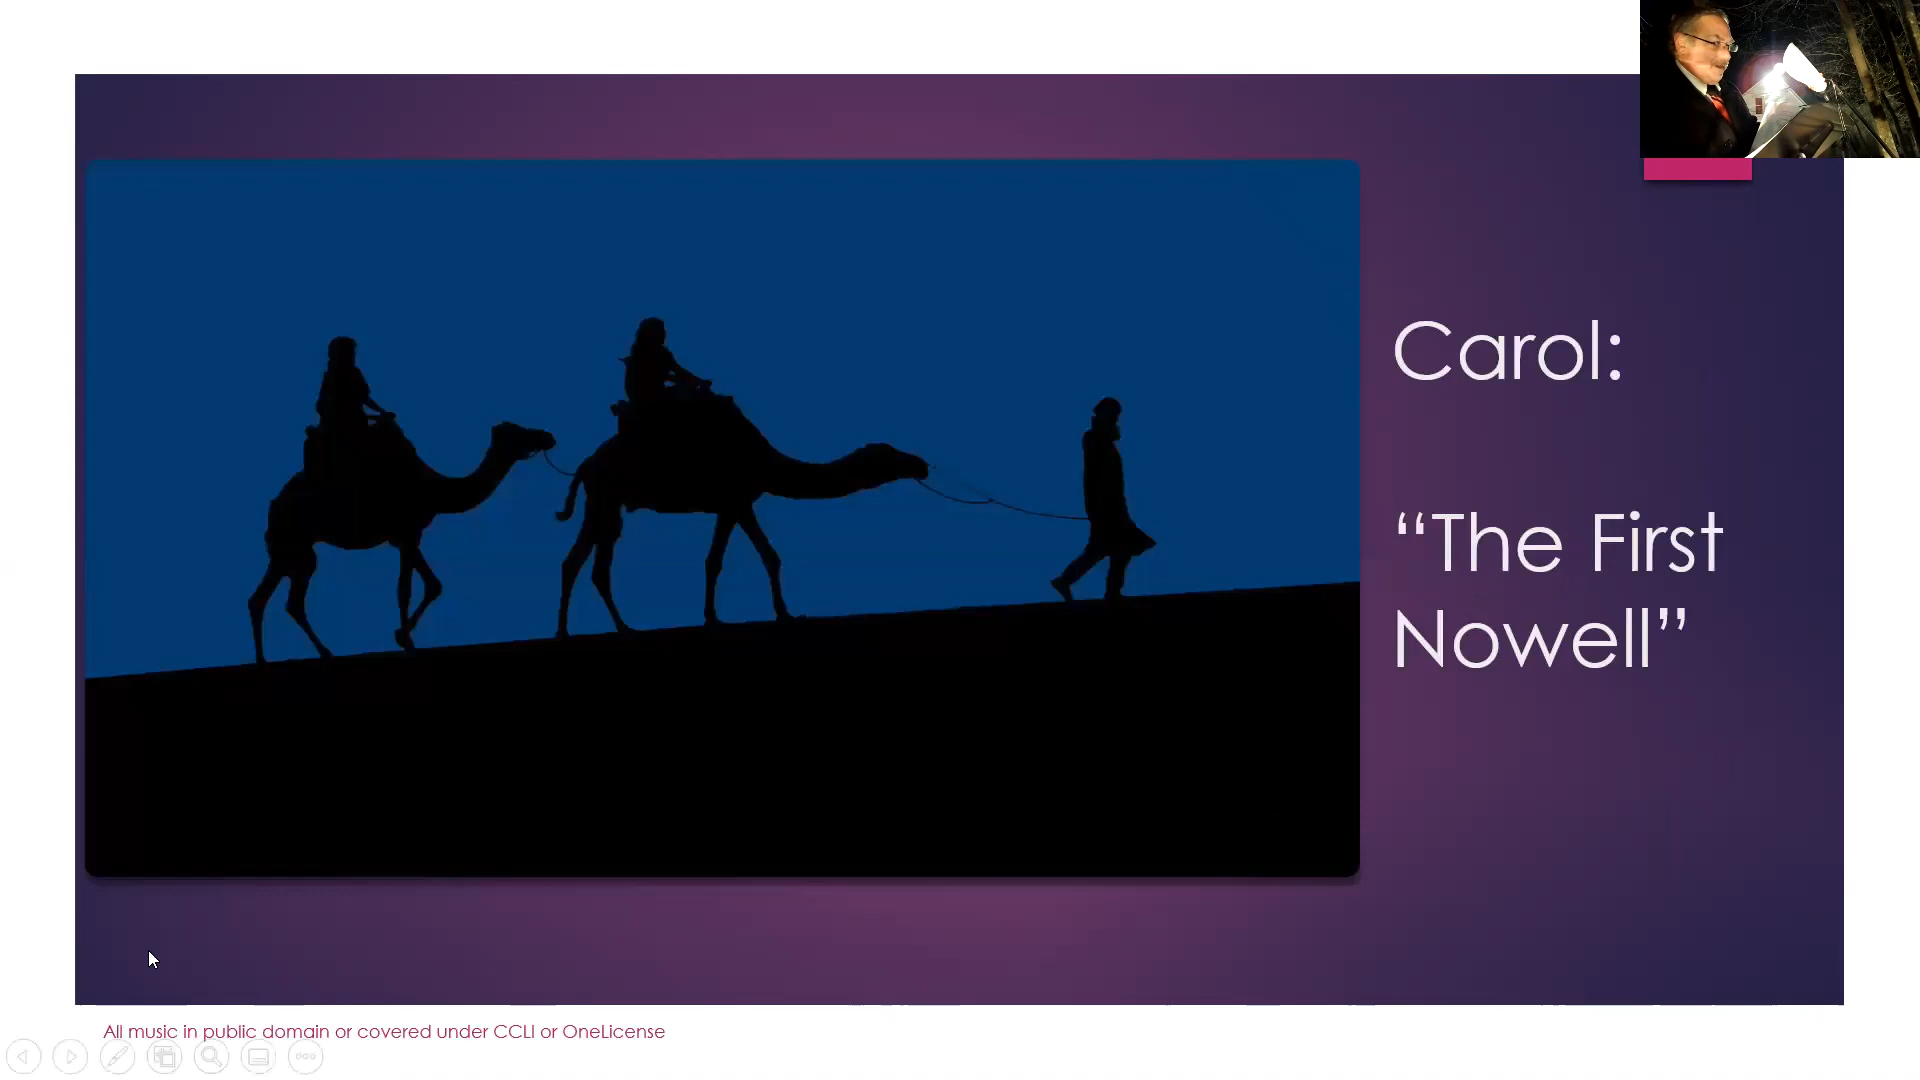 Carol:
“The First
Nowell”
All music in public domain or covered under CCLI or OneLicense